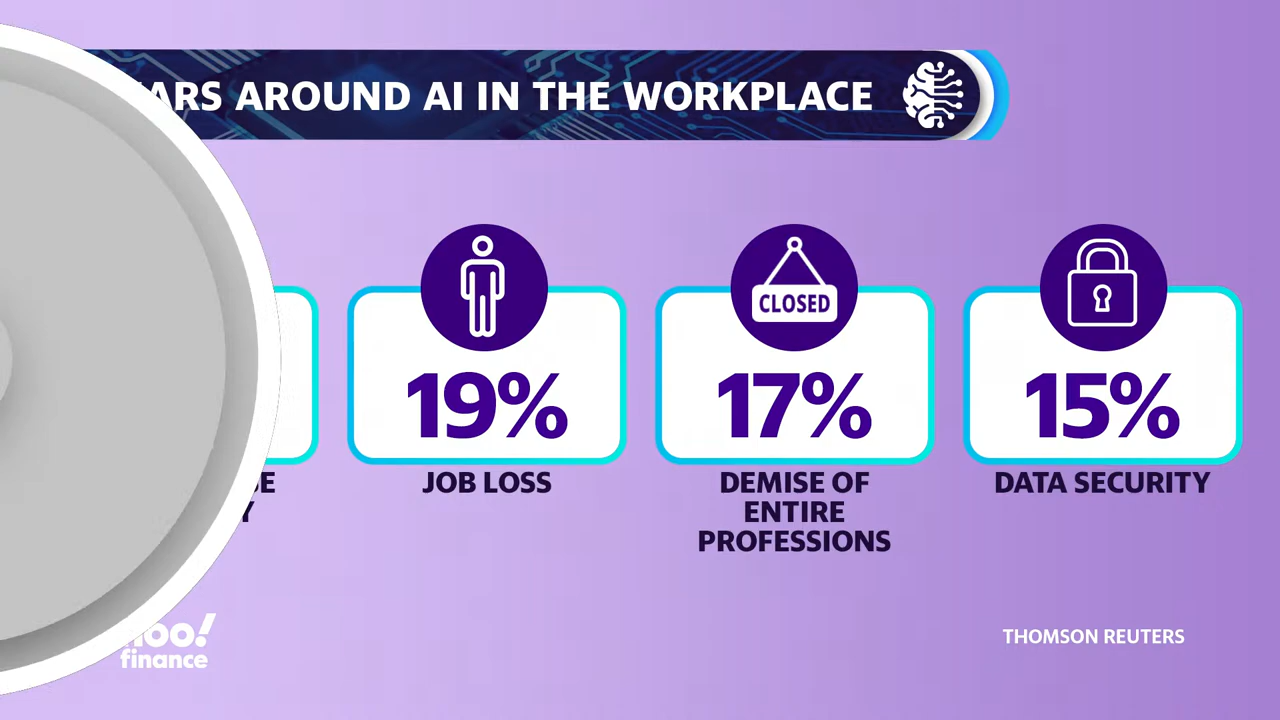 ARS AROUND AI IN THE WORKPLACE
CLOSED
19%
17%
15%
JOB LOSS
DEMISE OF
ENTIRE
PROFESSIONS
DATA SECURITY
finance
THOMSON REUTERS